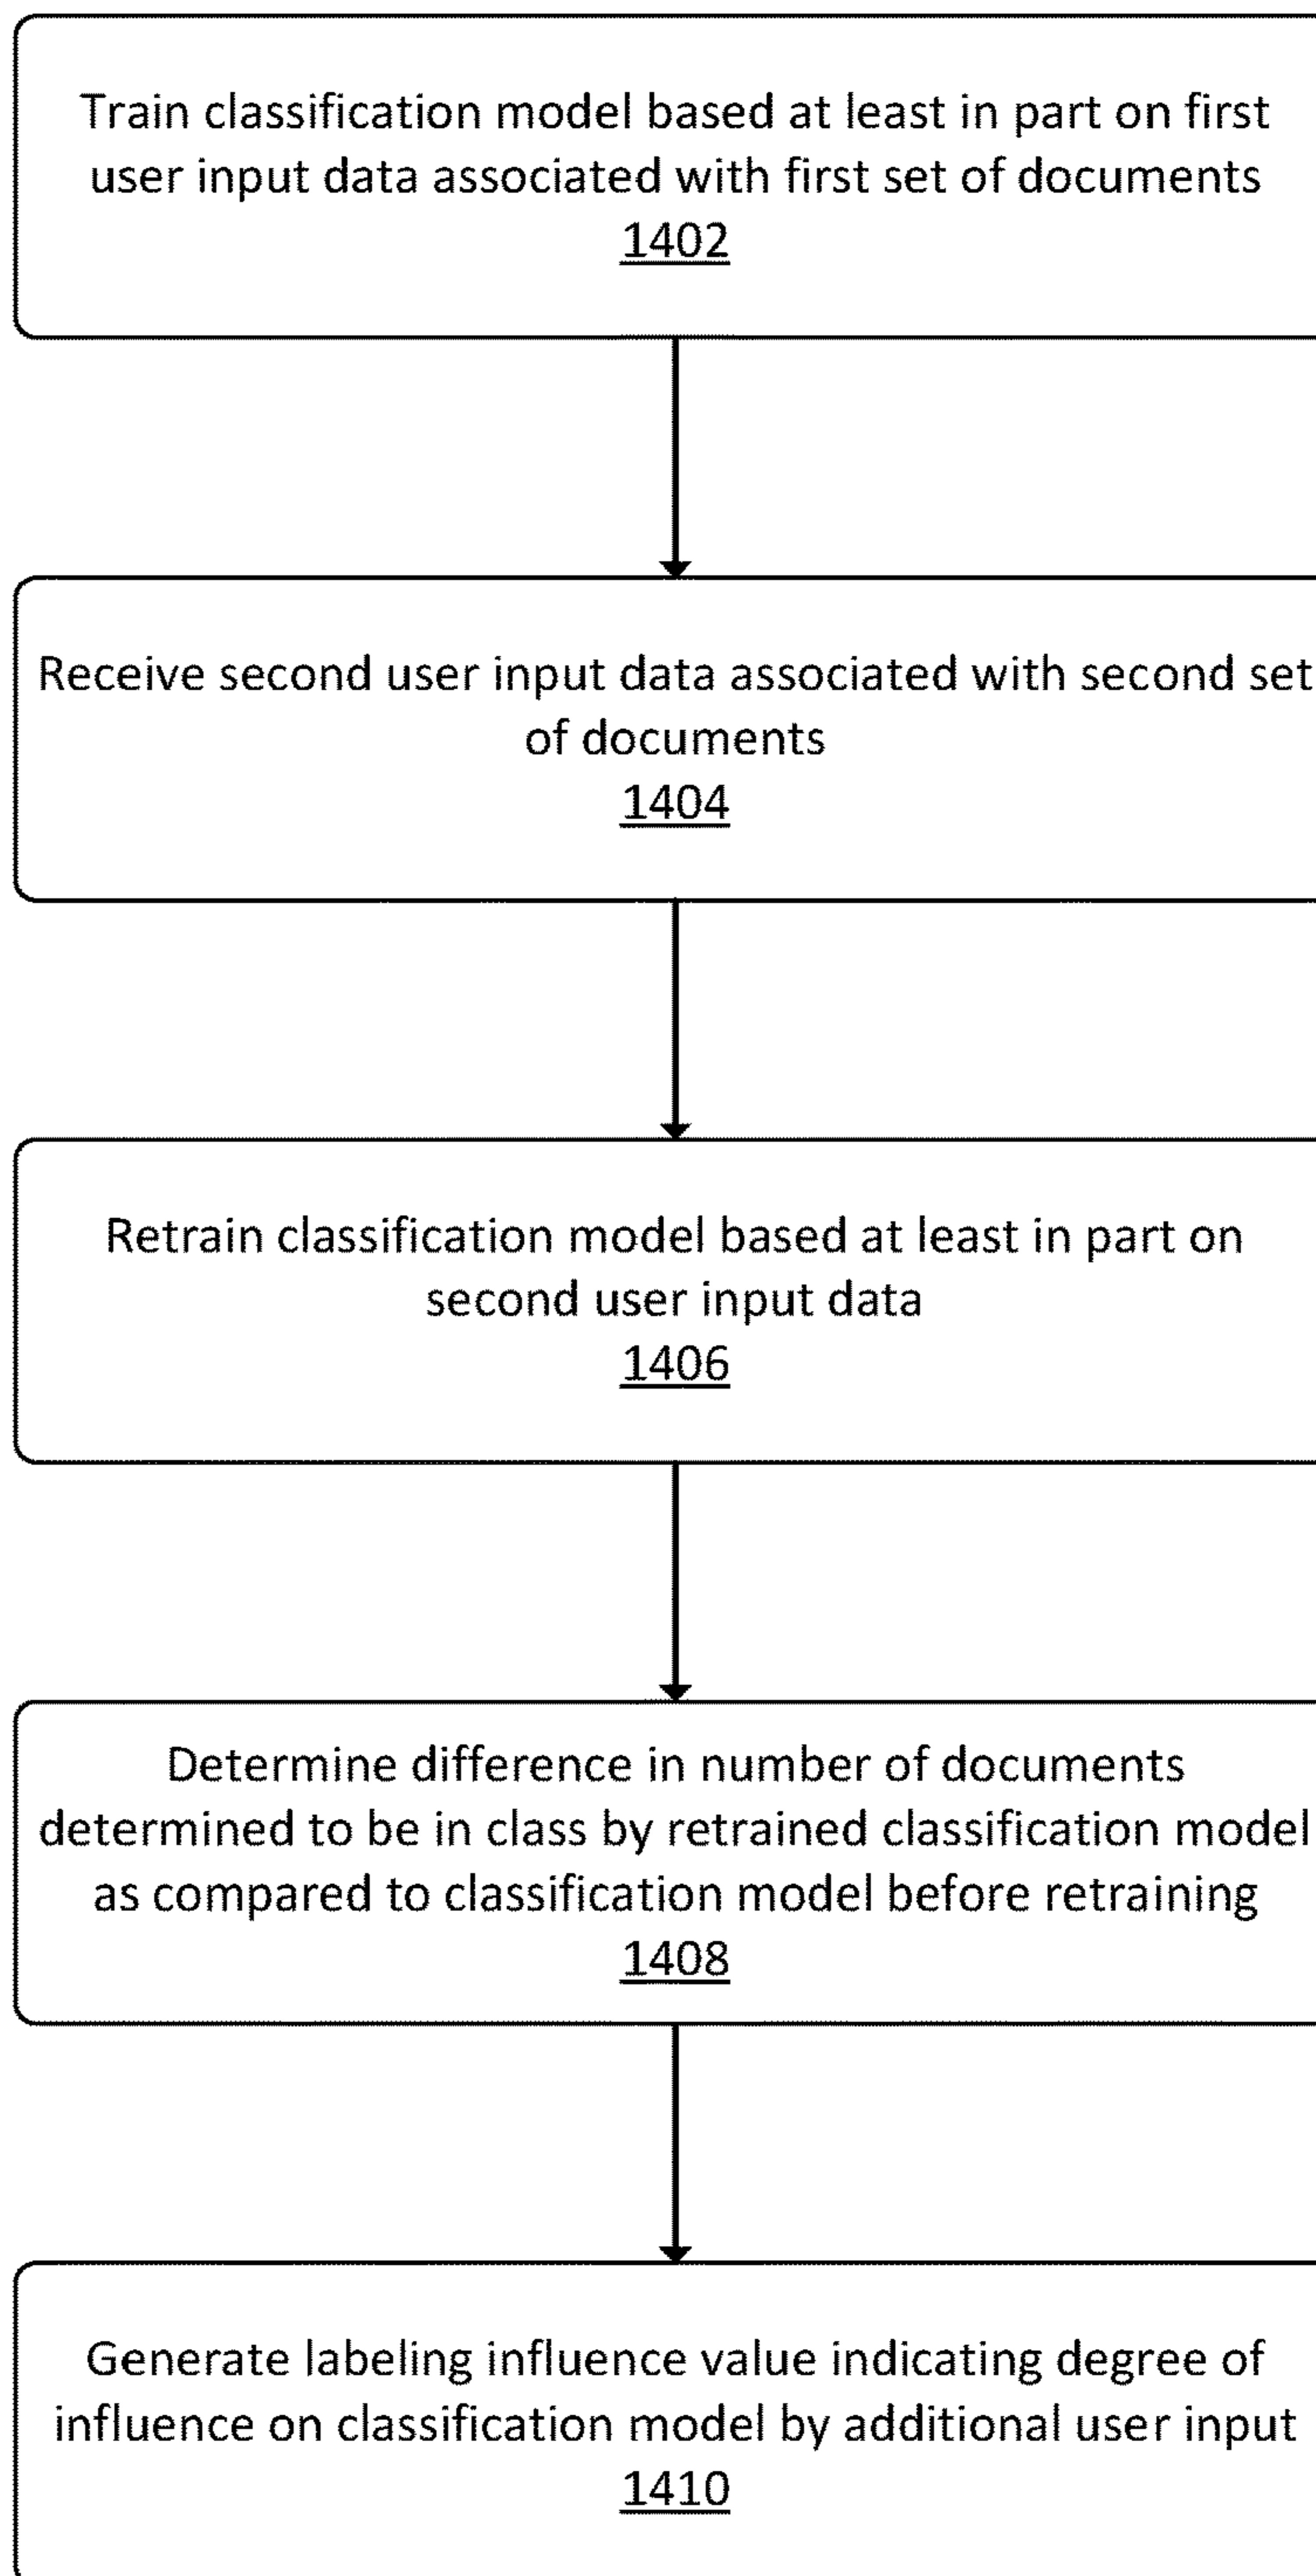 Train classification model based at least in part on first
user input data associated with first set of documents
1402
Receive second user input data associated with second set
of documents
1404
Retrain classification model based at least in part on
second user input data
1406
Determine difference in number of documents
determined to be in class by retrained classification model
as compared to classification model before retraining
1408
Generate labeling influence value indicating degree of
influence on classification model by additional user input
1410